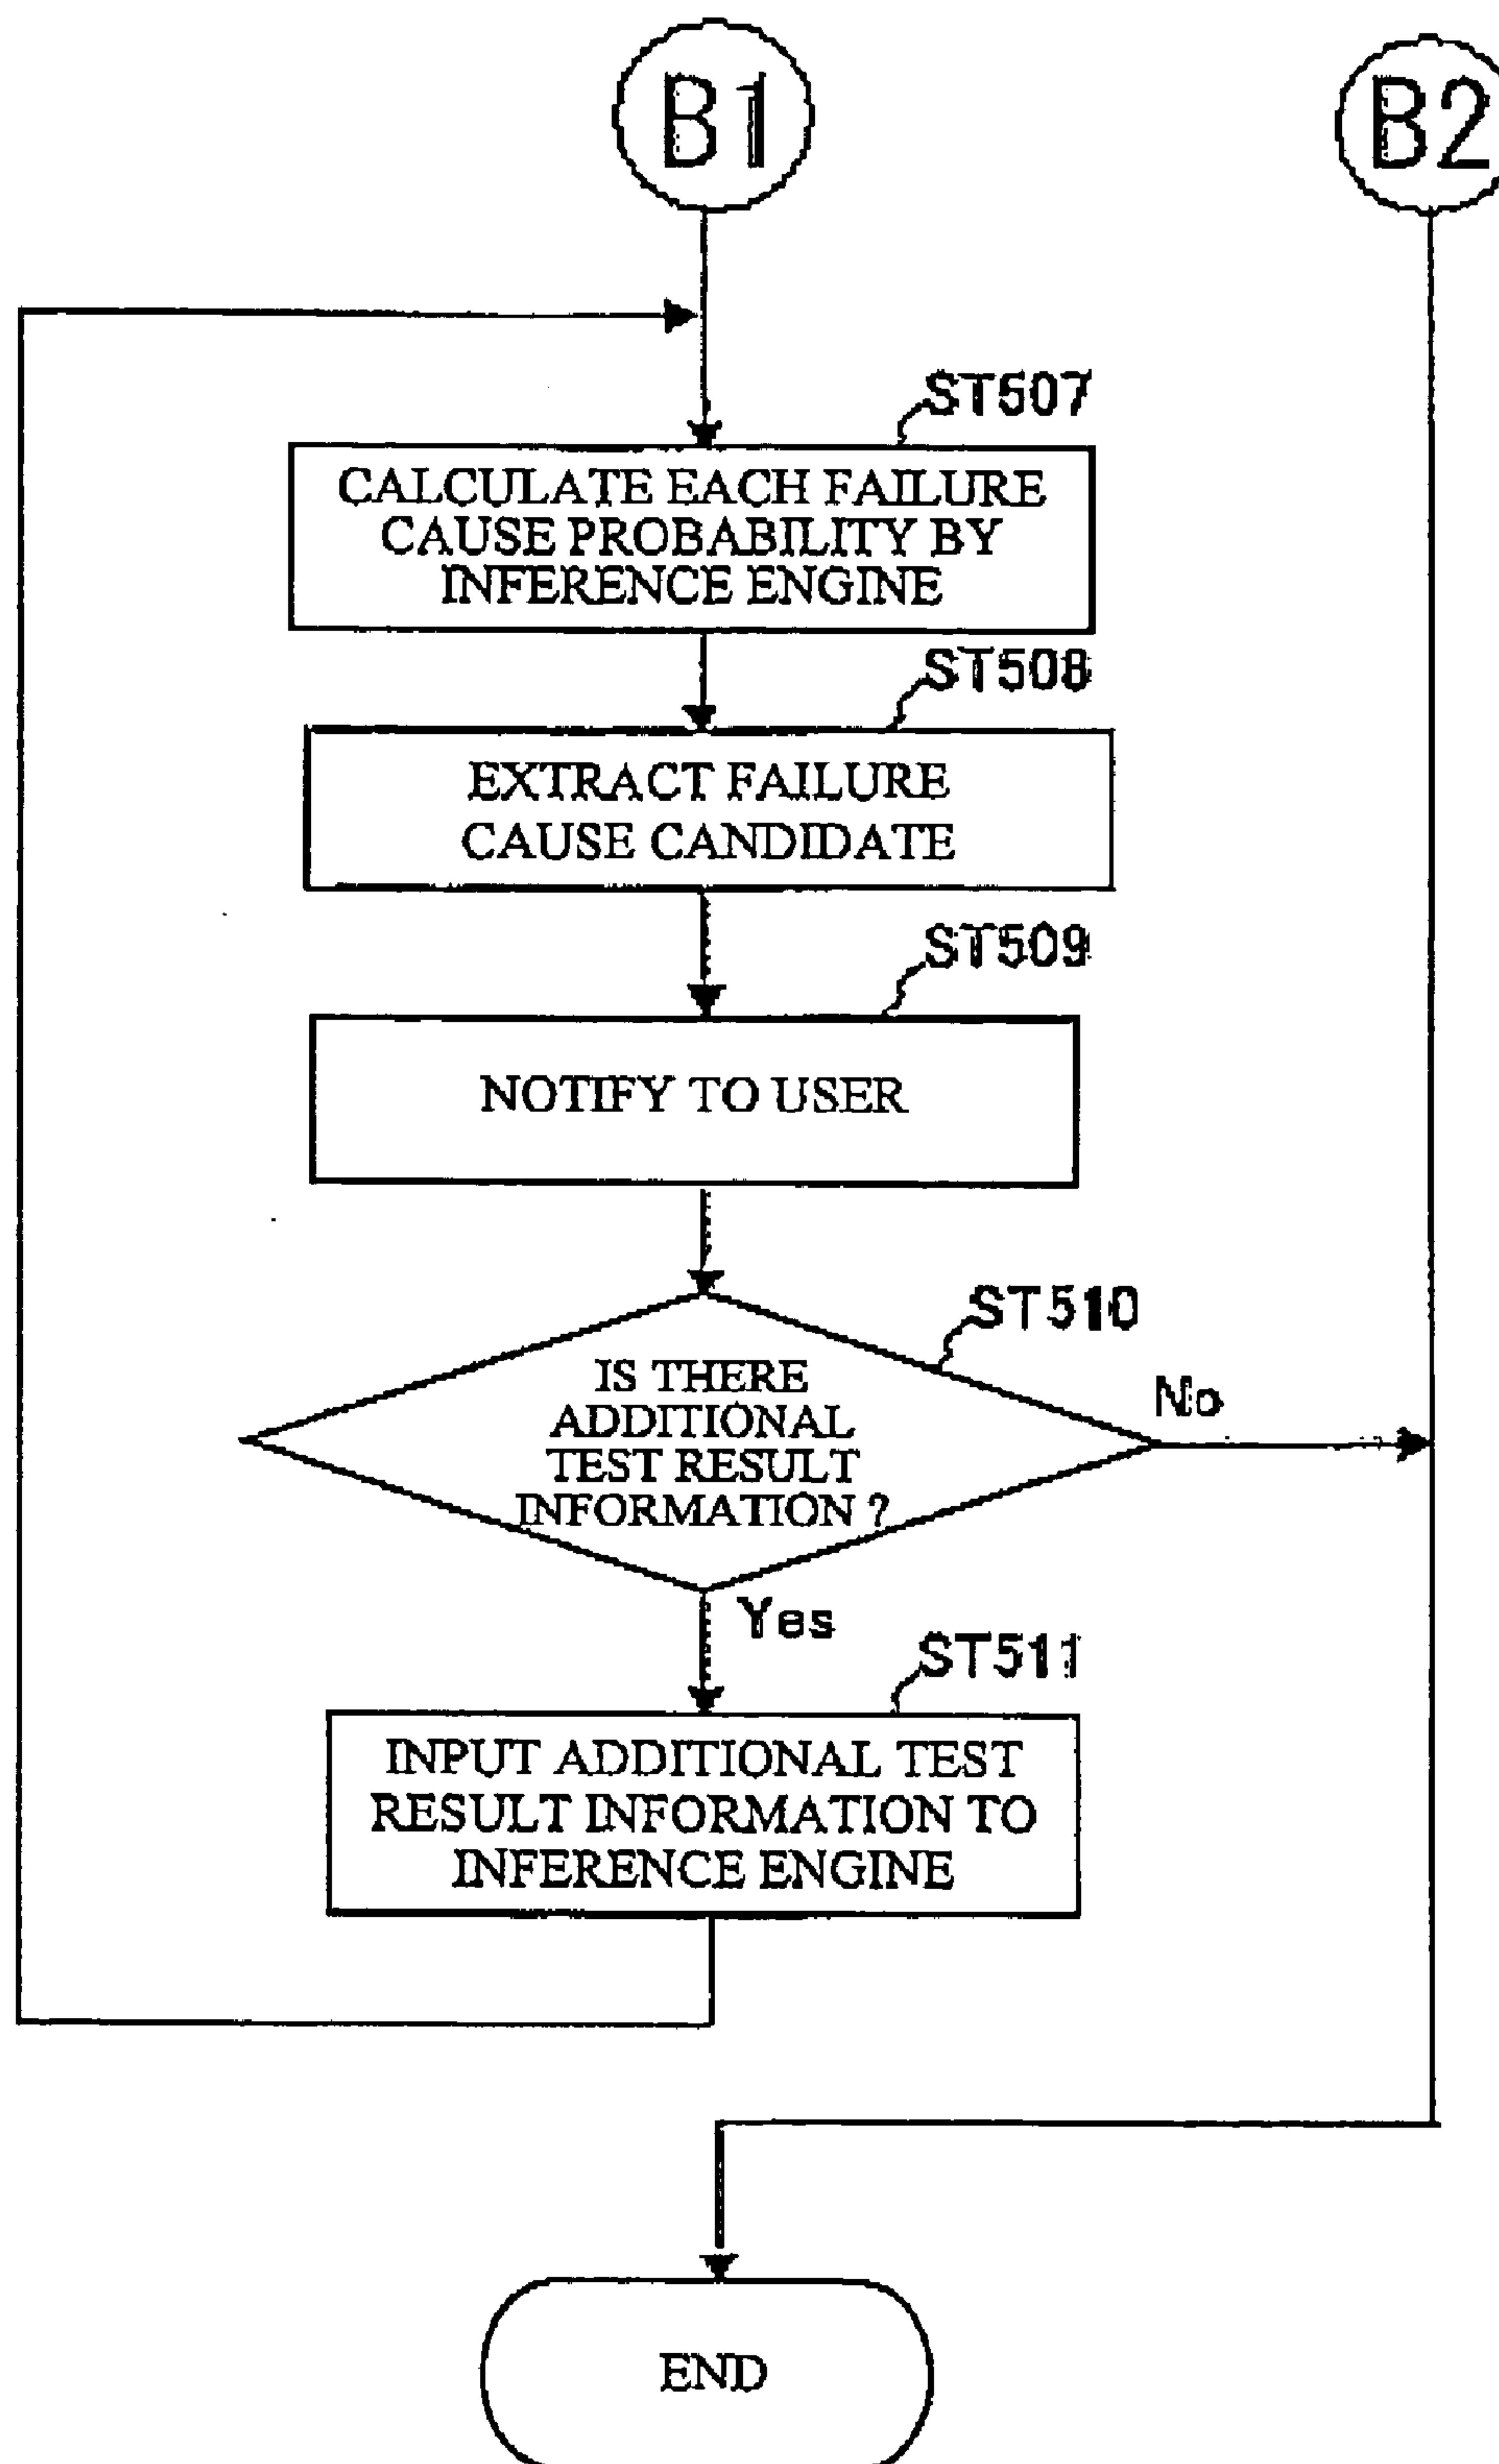 B1
B2
ST507
CALCULATE EACH FAILURE
CAUSE PROBABILITY BY
INFERENCE ENGINE
ST508
EXTRACT FAILURE
CAUSE CANDIDATE
ST509
NOTIFY TO USER
ST510
IS THERE
ADDITIONAL
TEST RESULT
INFORMATION ?
No
Yes
ST511
INPUT ADDITIONAL TEST
RESULT INFORMATION TO
INFERENCE ENGINE
END